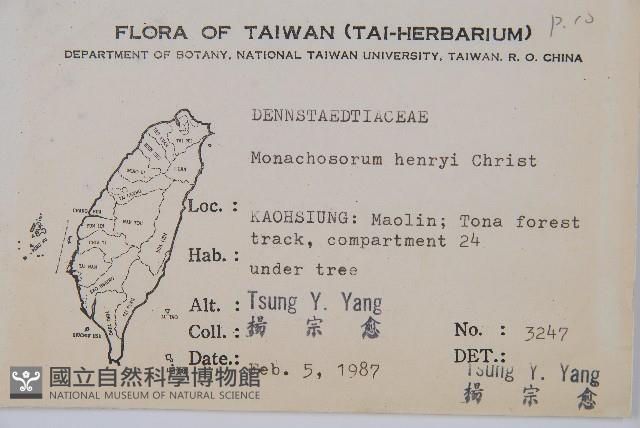 p.10
FLORA OF TAIWAN (TAI-HERBARIUM)
DEPARTMENT OF BOTANY, NATIONAL TAIWAN UNIVERSITY, TAIWAN. R. O. CHINA
DENNSTAEDTIACEAE
Monachosorum henryi Christ
Loc. : KAOHSIUNG: Maolin; Tona forest
track, compartment 24
Hab. : under tree
Alt. :
Coll. : Tsung Y. Yang
楊 宗 愈
No. : 3247
Date.: Feb. 5, 1987
DET.: Tsung Y. Yang
楊 宗 愈
國立自然科學博物館
NATIONAL MUSEUM OF NATURAL SCIENCE